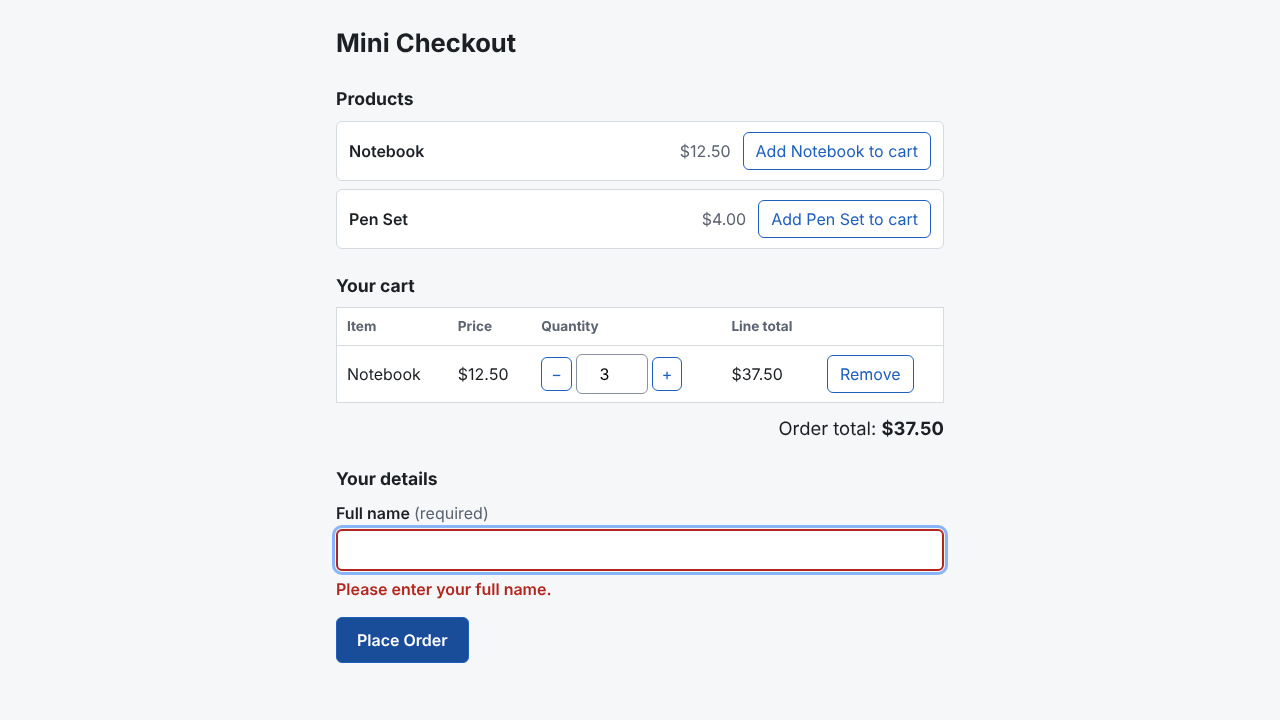 Mini Checkout
Products
Notebook $12.50 Add Notebook to cart
Pen Set $4.00 Add Pen Set to cart
Your cart
Item Price Quantity Line total
Notebook $12.50 − 3 + $37.50 Remove
Order total: $37.50
Your details
Full name (required)
Please enter your full name.
Place Order